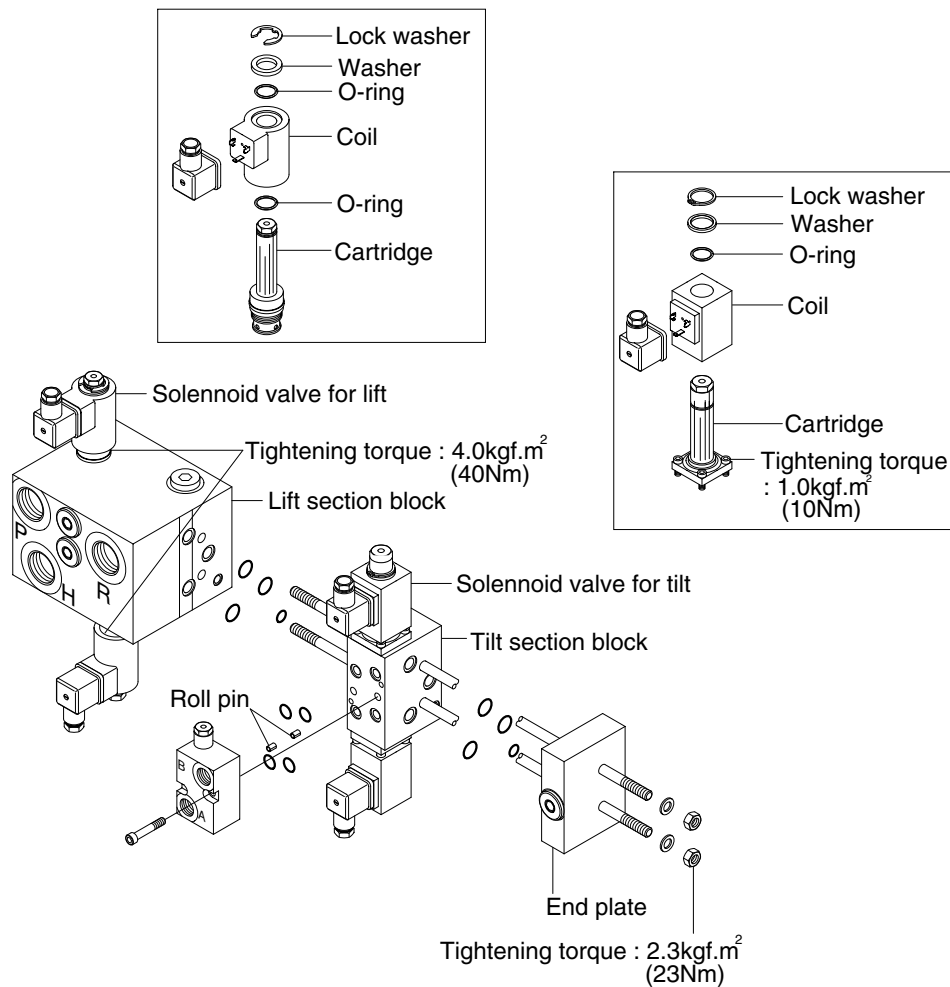 Lock washer
Washer
O-ring
Coil
O-ring
Cartridge
Lock washer
Washer
O-ring
Coil
Cartridge
Tightening torque
: 1.0kgf.m²
(10Nm)
Solennoid valve for lift
Tightening torque : 4.0kgf.m²
(40Nm)
Lift section block
P
H
R
Solennoid valve for tilt
Tilt section block
Roll pin
B
A
End plate
Tightening torque : 2.3kgf.m²
(23Nm)